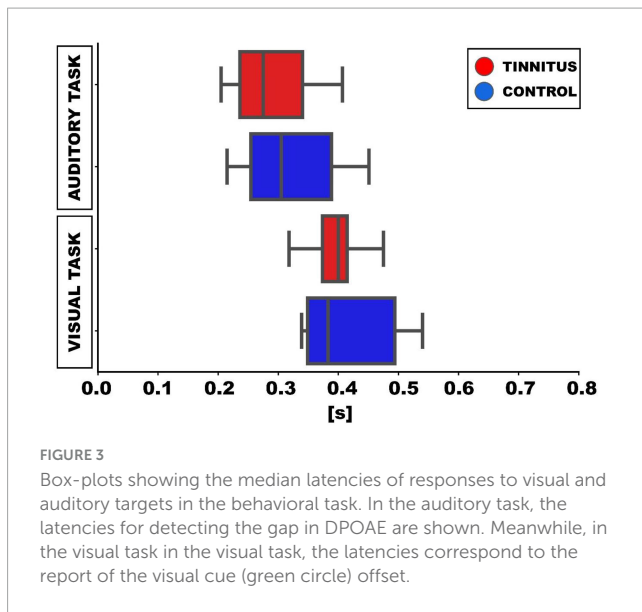 AUDITORY TASK
VISUAL TASK
TINNITUS
CONTROL
0.0 0.1 0.2 0.3 0.4 0.5 0.6 0.7 0.8
[s]
FIGURE 3
Box-plots showing the median latencies of responses to visual and
auditory targets in the behavioral task. In the auditory task, the
latencies for detecting the gap in DPOAE are shown. Meanwhile, in
the visual task in the visual task, the latencies correspond to the
report of the visual cue (green circle) offset.